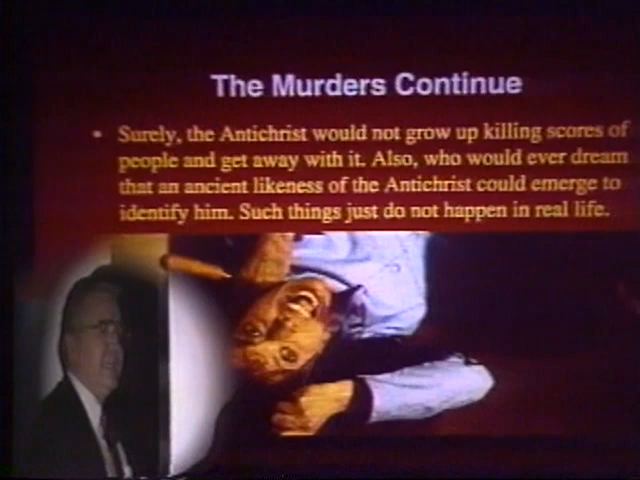 The Murders Continue
• Surely, the Antichrist would not grow up killing scores of
people and get away with it. Also, who would ever dream
that an ancient likeness of the Antichrist could emerge to
identify him. Such things just do not happen in real life.